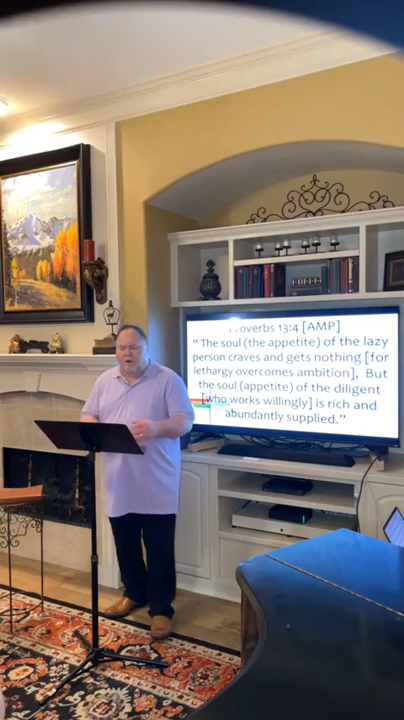 Proverbs 13:4 [AMP]
“ The soul (the appetite) of the lazy
person craves and gets nothing [for
lethargy overcomes ambition], But
the soul (appetite) of the diligent
[who works willingly] is rich and
abundantly supplied.”